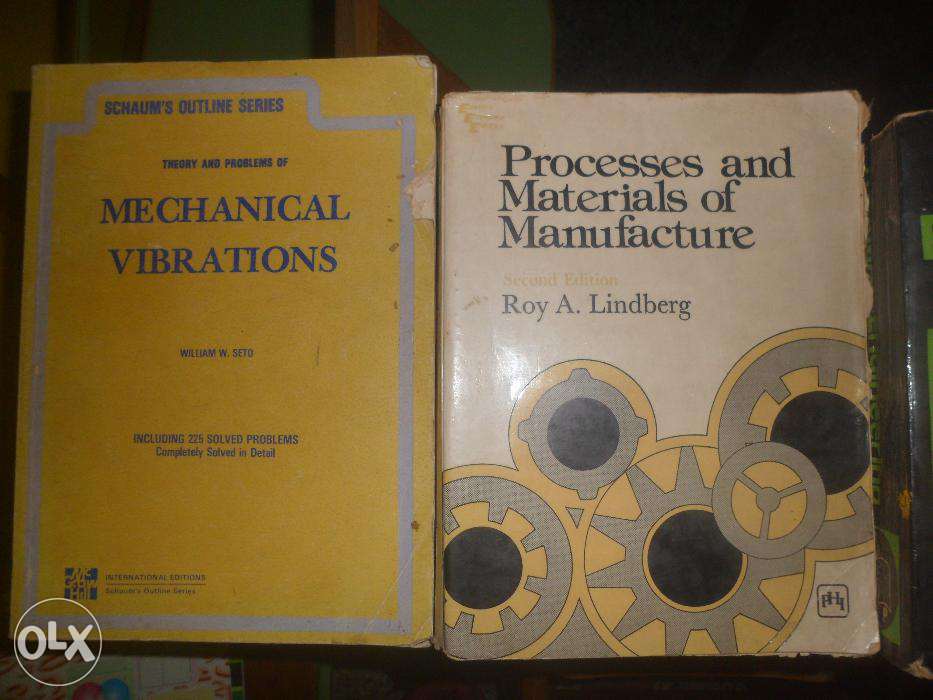 SCHAUM'S OUTLINE SERIES
THEORY AND PROBLEMS OF
MECHANICAL
VIBRATIONS
WILLIAM W. SETO
INCLUDING 225 SOLVED PROBLEMS
Completely Solved in Detail
INTERNATIONAL EDITIONS
Schaum's Outline Series
Processes and
Materials of
Manufacture
Second Edition
Roy A. Lindberg
PHI
OLX